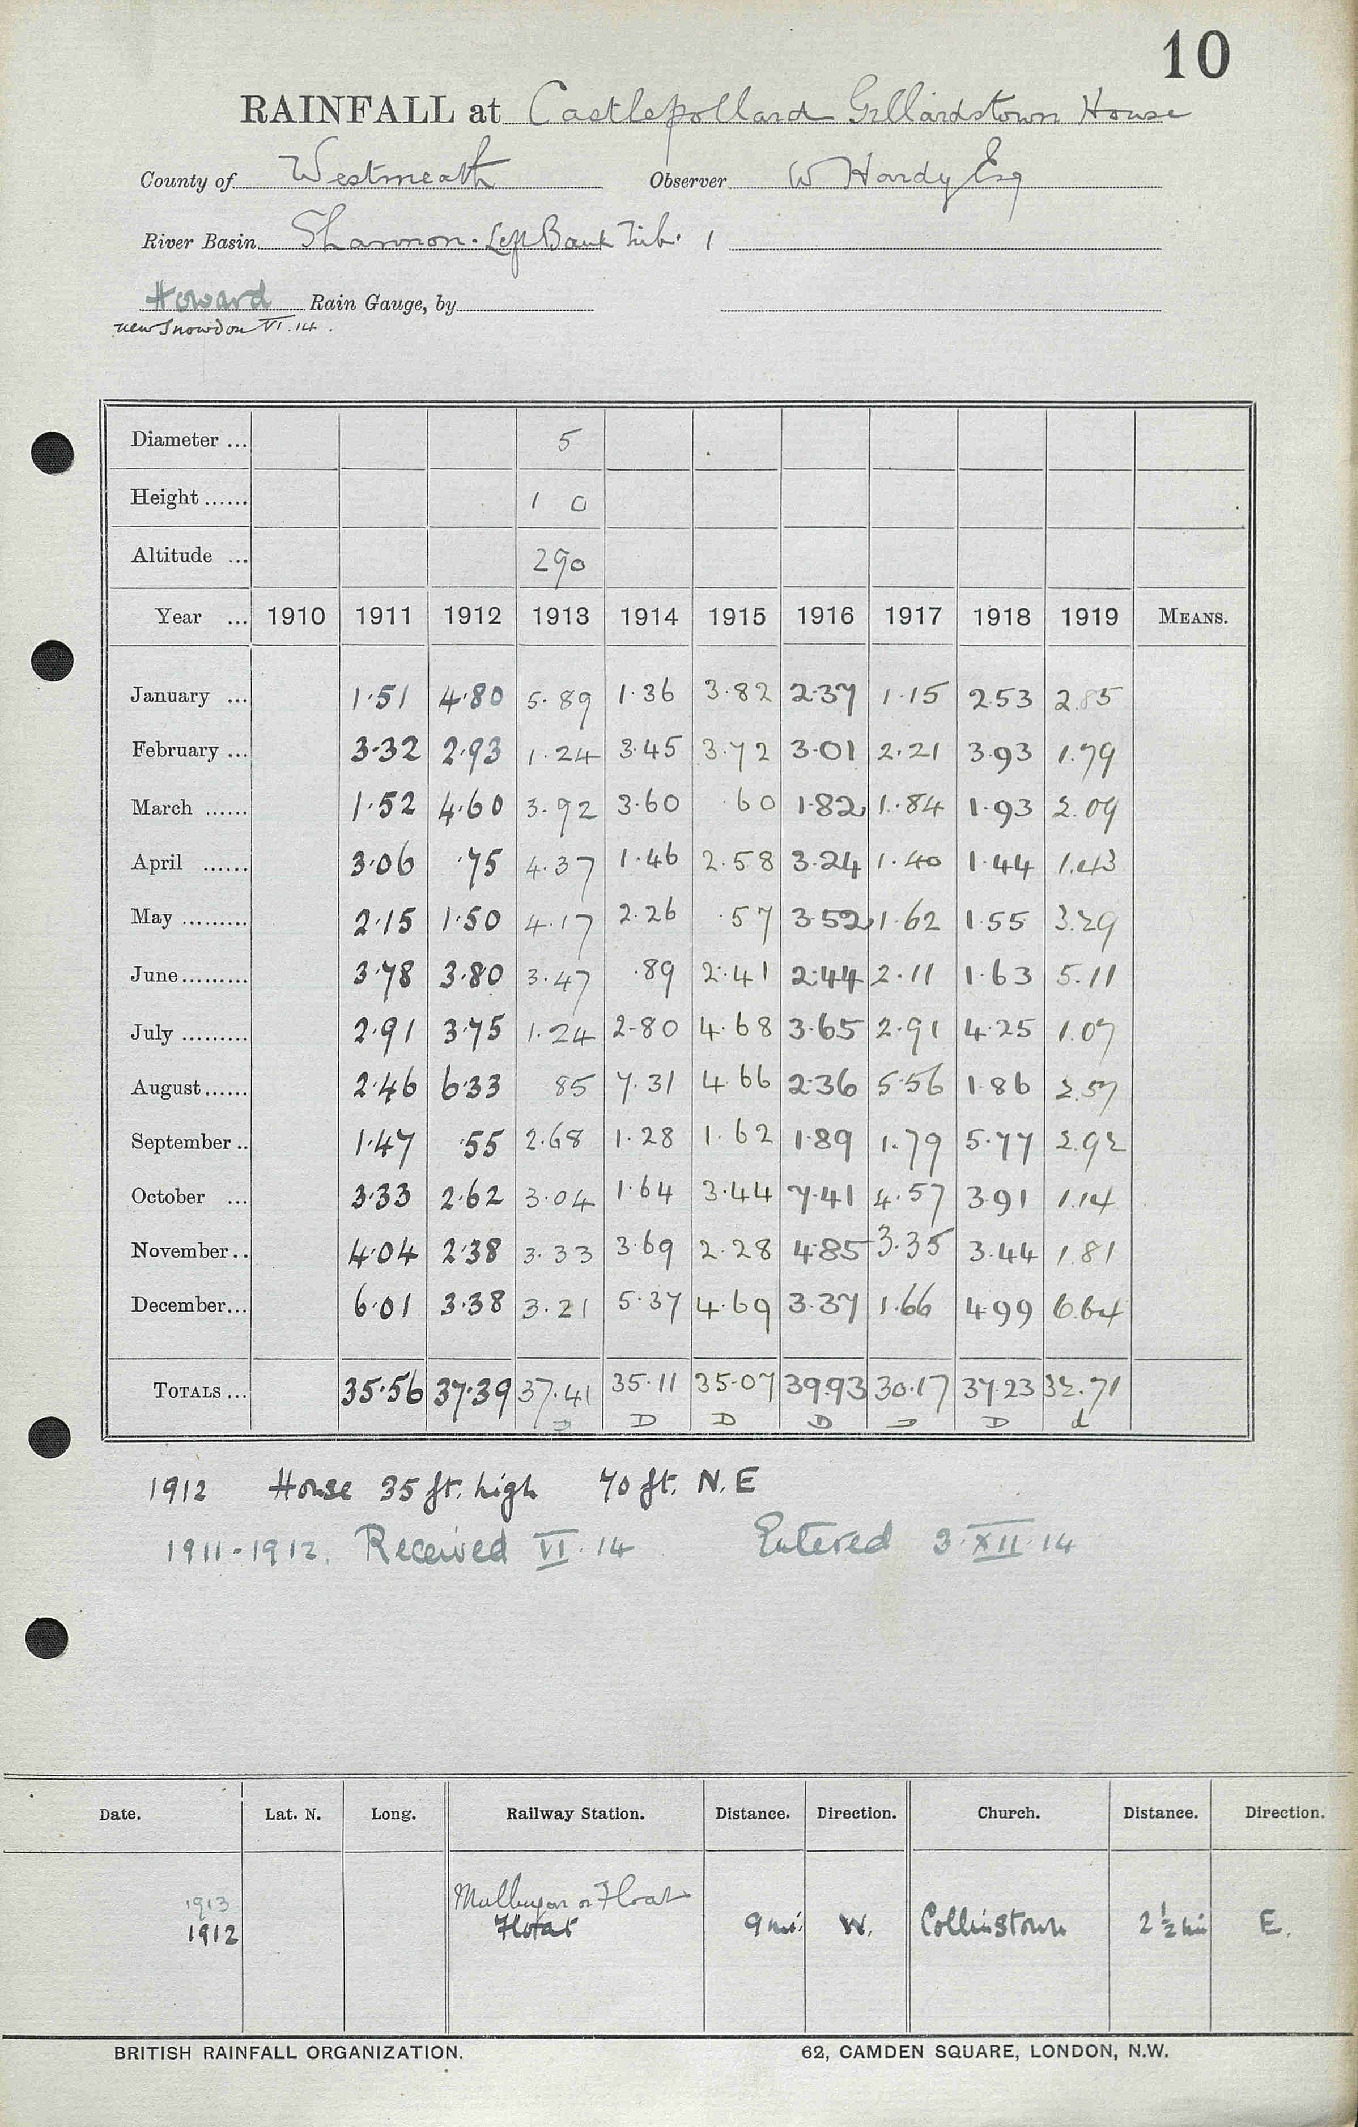 10
RAINFALL at Castlepollard Gillardstown House
County of Westmeath Observer W Hardy Esq
River Basin Shannon. Left Bank Trib. 1
Howard Rain Gauge, by
new Snowdon VI.14.
Diameter ... 5
Height ...... 1 0
Altitude ... 290
Year ... 1910 1911 1912 1913 1914 1915 1916 1917 1918 1919 MEANS.
January ... 1.51 4.80 5.89 1.36 3.82 2.37 1.15 2.53 2.85
February ... 3.32 2.93 1.24 3.45 3.72 3.01 2.21 3.93 1.79
March ...... 1.52 4.60 3.92 3.60 .60 1.82 1.84 1.93 2.09
April ...... 3.06 .75 4.37 1.46 2.58 3.24 1.40 1.44 1.43
May ......... 2.15 1.50 4.17 2.26 .57 3.52 1.62 1.55 3.29
June ......... 3.78 3.80 3.47 .89 2.41 2.44 2.11 1.63 5.11
July ......... 2.91 3.75 1.24 2.80 4.68 3.65 2.91 4.25 1.07
August ...... 2.46 6.33 85 7.31 4.66 2.36 5.56 1.86 2.57
September .. 1.47 .55 2.68 1.28 1.62 1.89 1.79 5.77 2.92
October ... 3.33 2.62 3.04 1.64 3.44 7.41 4.57 3.91 1.14
November .. 4.04 2.38 3.33 3.69 2.28 4.85 3.35 3.44 1.81
December ... 6.01 3.38 3.21 5.37 4.69 3.37 1.66 4.99 6.64
TOTALS ... 35.56 37.39 37.41 35.11 35.07 39.93 30.17 37.23 32.71
D D D D D D d
1912 House 35 ft. high 70 ft. N.E
1911-1912. Received VI.14 Entered 3.XII.14
Date. Lat. N. Long. Railway Station. Distance. Direction. Church. Distance. Direction.
1913 Mullingar or Float
1912 Float 9 mi. W. Collinstown 2 1/2 mi E.
BRITISH RAINFALL ORGANIZATION. 62, CAMDEN SQUARE, LONDON, N.W.